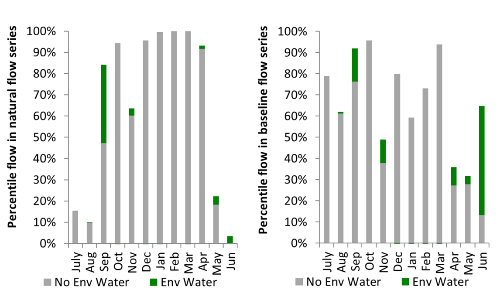 Percentile flow in natural flow series
100%
90%
80%
70%
60%
50%
40%
30%
20%
10%
0%
July
Aug
Sep
Oct
Nov
Dec
Jan
Feb
Mar
Apr
May
Jun
No Env Water
Env Water
Percentile flow in baseline flow series
100%
90%
80%
70%
60%
50%
40%
30%
20%
10%
0%
July
Aug
Sep
Oct
Nov
Dec
Jan
Feb
Mar
Apr
May
Jun
No Env Water
Env Water